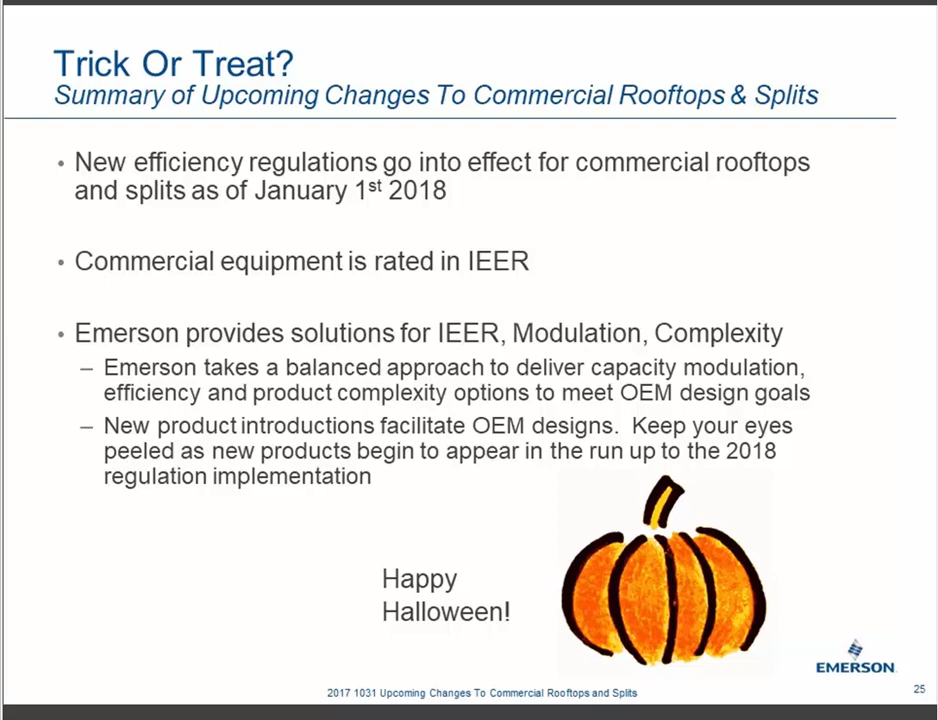 Trick Or Treat?
Summary of Upcoming Changes To Commercial Rooftops & Splits
• New efficiency regulations go into effect for commercial rooftops
and splits as of January 1st 2018
• Commercial equipment is rated in IEER
• Emerson provides solutions for IEER, Modulation, Complexity
– Emerson takes a balanced approach to deliver capacity modulation,
efficiency and product complexity options to meet OEM design goals
– New product introductions facilitate OEM designs.  Keep your eyes
peeled as new products begin to appear in the run up to the 2018
regulation implementation
Happy
Halloween!
EMERSON
2017 1031 Upcoming Changes To Commercial Rooftops and Splits
25